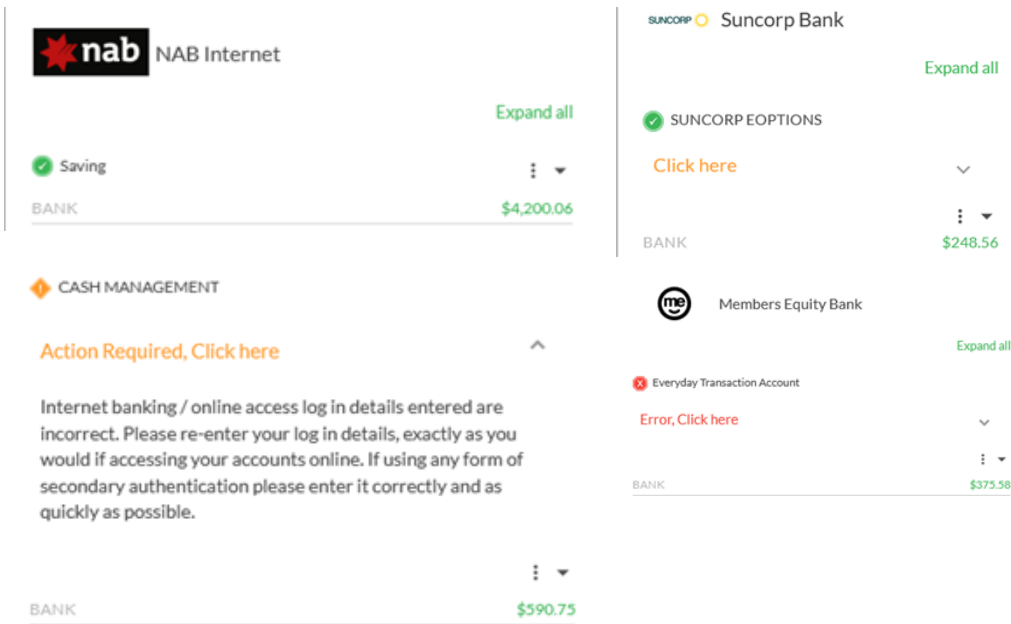 nab NAB Internet
Expand all
Saving
BANK $4,200.06
CASH MANAGEMENT
Action Required, Click here
Internet banking / online access log in details entered are
incorrect. Please re-enter your log in details, exactly as you
would if accessing your accounts online. If using any form of
secondary authentication please enter it correctly and as
quickly as possible.
BANK $590.75
SUNCORP Suncorp Bank
Expand all
SUNCORP EOPTIONS
Click here
BANK $248.56
me Members Equity Bank
Expand all
Everyday Transaction Account
Error, Click here
BANK $375.58